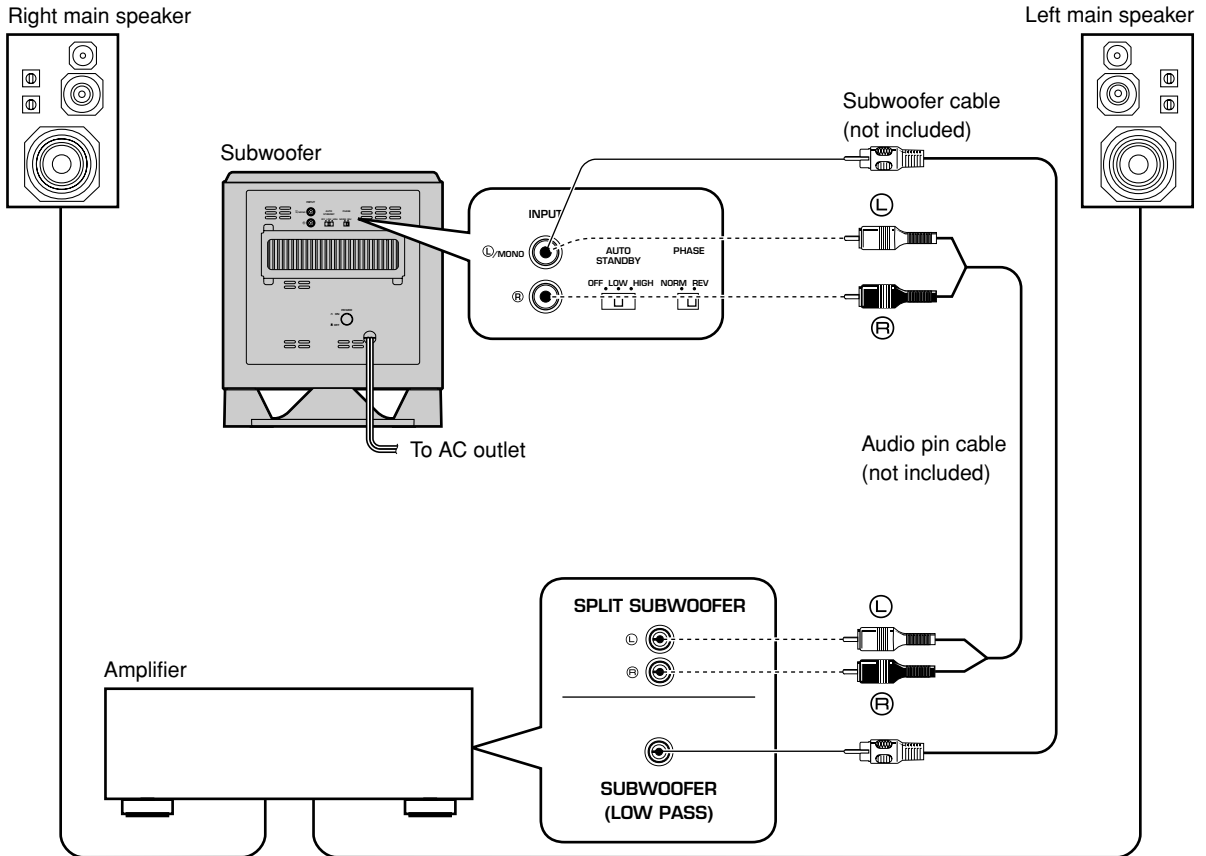 Right main speaker
Left main speaker
Subwoofer cable
(not included)
Subwoofer
INPUT
Ⓛ/MONO
AUTO
STANDBY
PHASE
OFF LOW HIGH
NORM REV
Ⓡ
Ⓛ
Ⓡ
To AC outlet
Audio pin cable
(not included)
SPLIT SUBWOOFER
Ⓛ
Ⓡ
Ⓛ
Ⓡ
Amplifier
SUBWOOFER
(LOW PASS)